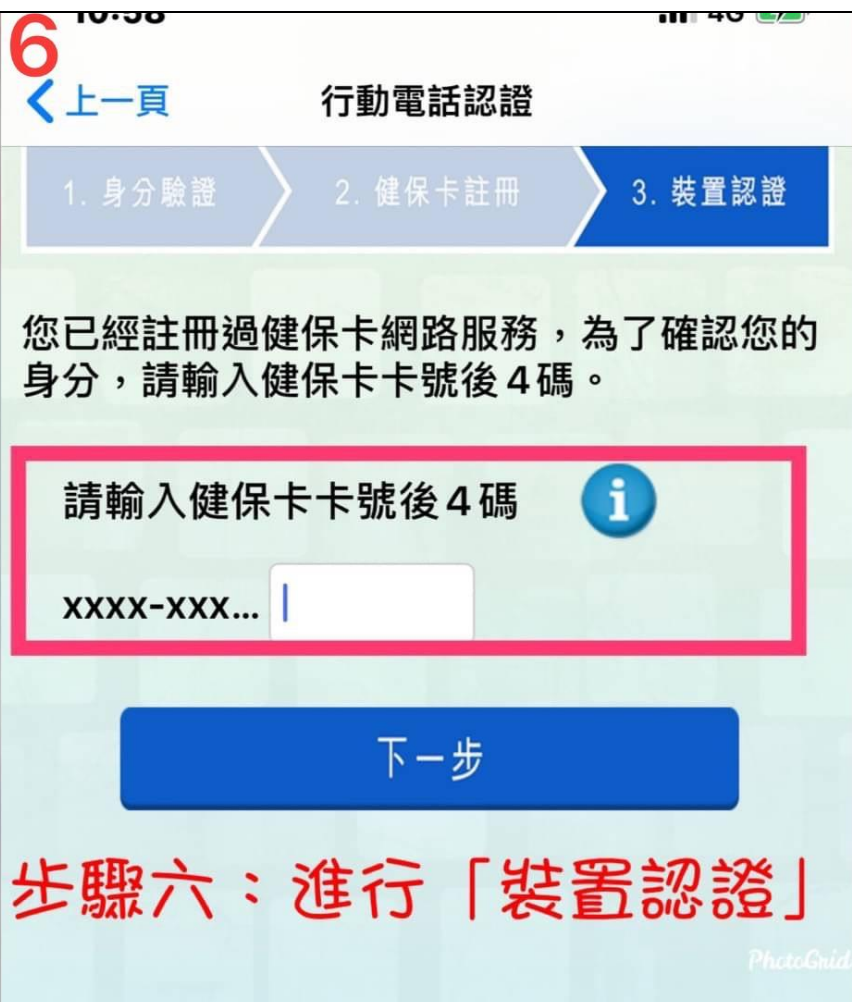 10:58
4G
6
上一頁
行動電話認證
1. 身分驗證
2. 健保卡註冊
3. 裝置認證
您已經註冊過健保卡網路服務，為了確認您的
身分，請輸入健保卡卡號後4碼。
請輸入健保卡卡號後4碼
i
xxxx-xxx...
下一步
步驟六：進行「裝置認證」
PhotoGrid